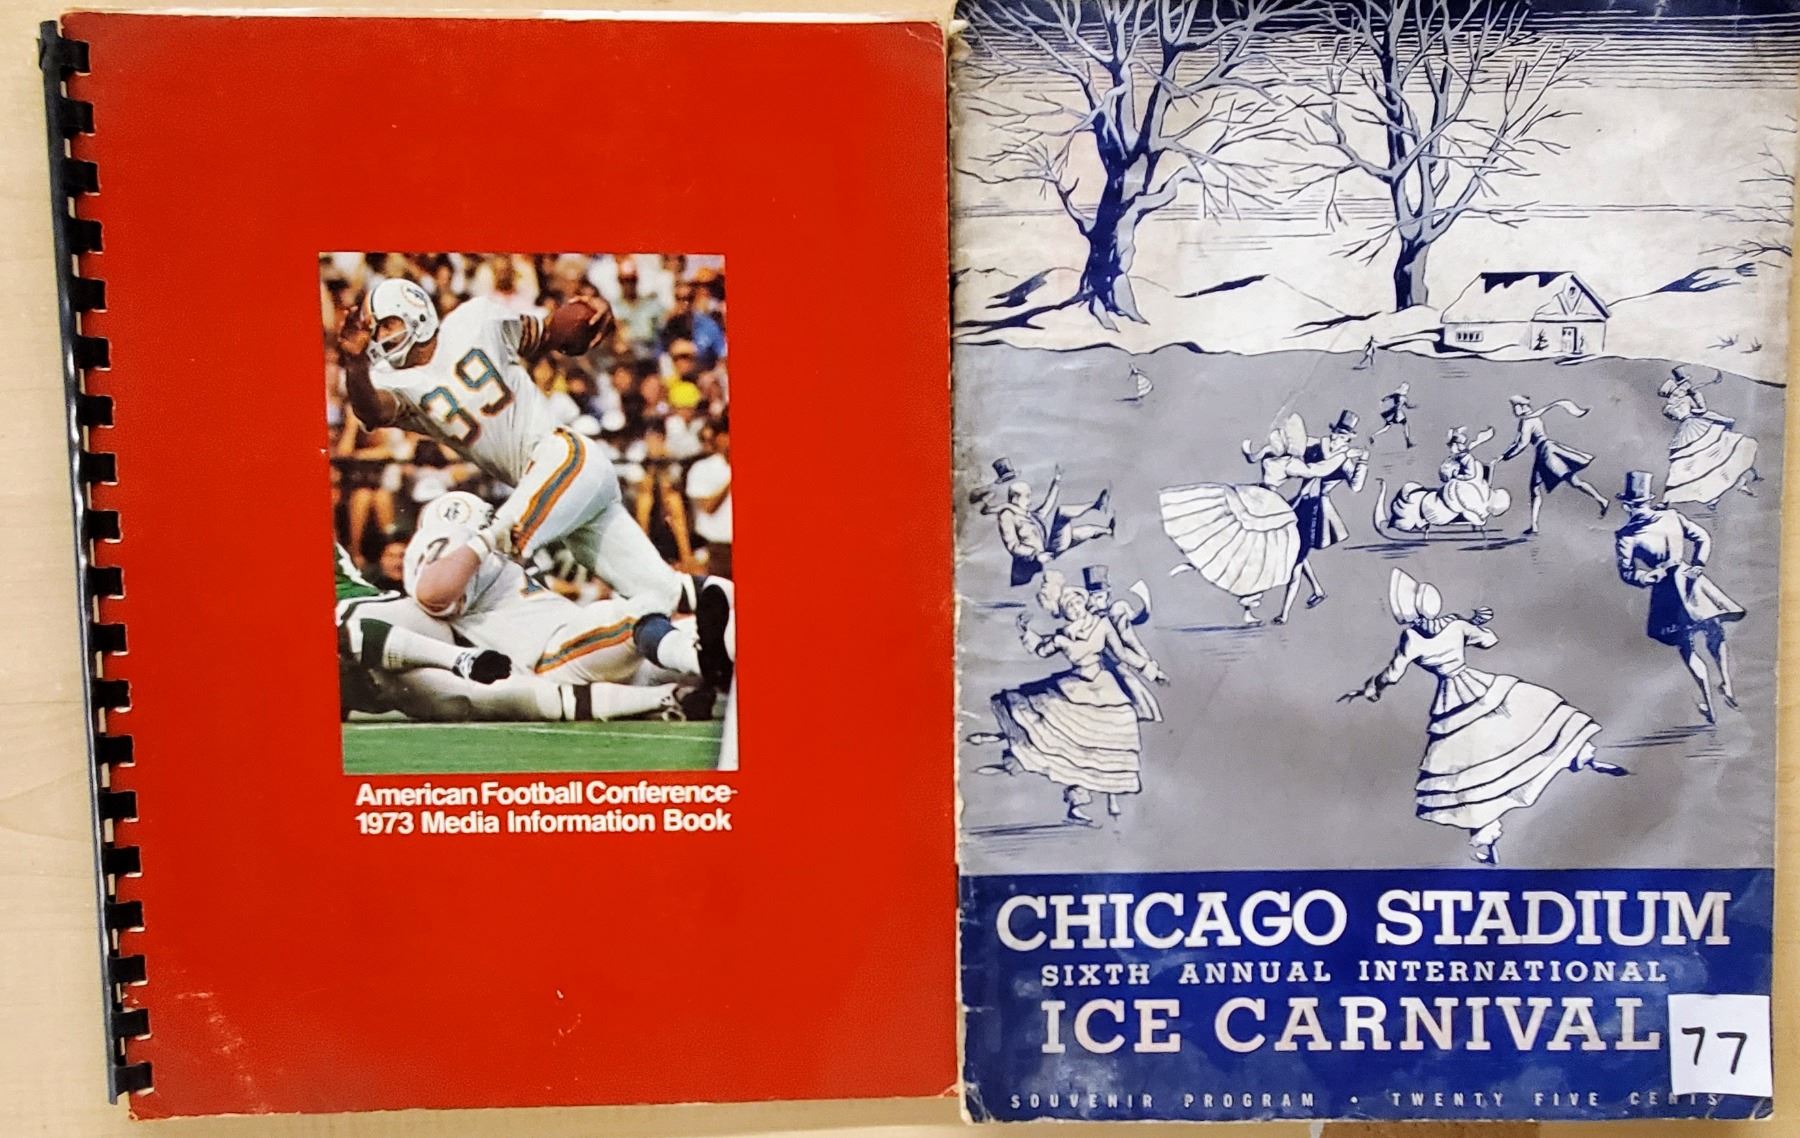 39
American Football Conference-
1973 Media Information Book
CHICAGO STADIUM
SIXTH ANNUAL INTERNATIONAL
ICE CARNIVAL
77
SOUVENIR PROGRAM • TWENTY FIVE CENTS